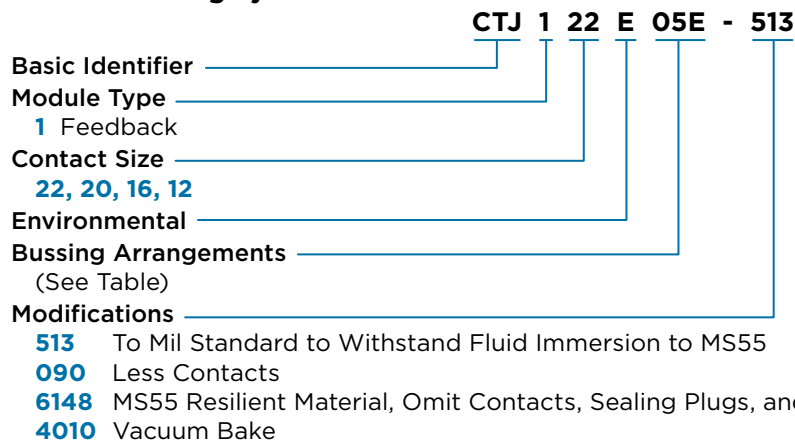 CTJ 1 22 E 05E - 513
Basic Identifier
Module Type
1 Feedback
Contact Size
22, 20, 16, 12
Environmental
Bussing Arrangements
(See Table)
Modifications
513 To Mil Standard to Withstand Fluid Immersion to MS55
090 Less Contacts
6148 MS55 Resilient Material, Omit Contacts, Sealing Plugs, and
4010 Vacuum Bake